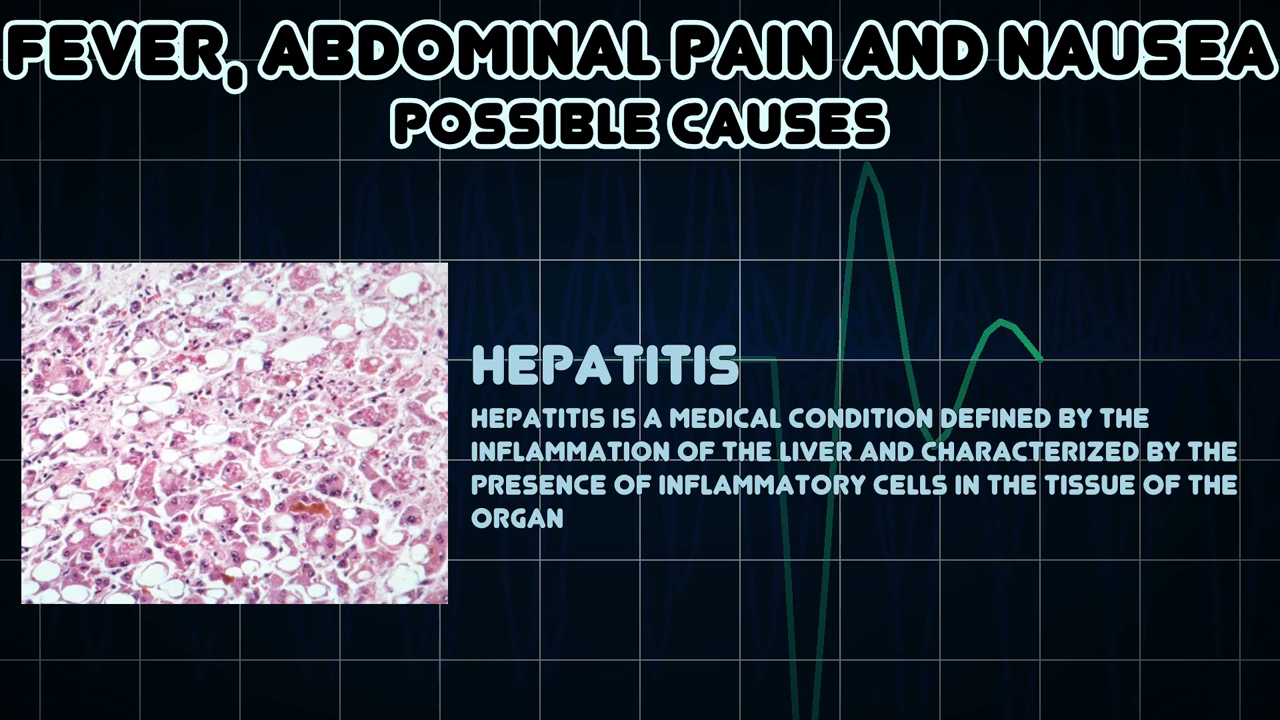 FEVER, ABDOMINAL PAIN AND NAUSEA
POSSIBLE CAUSES
HEPATITIS
HEPATITIS IS A MEDICAL CONDITION DEFINED BY THE
INFLAMMATION OF THE LIVER AND CHARACTERIZED BY THE
PRESENCE OF INFLAMMATORY CELLS IN THE TISSUE OF THE
ORGAN